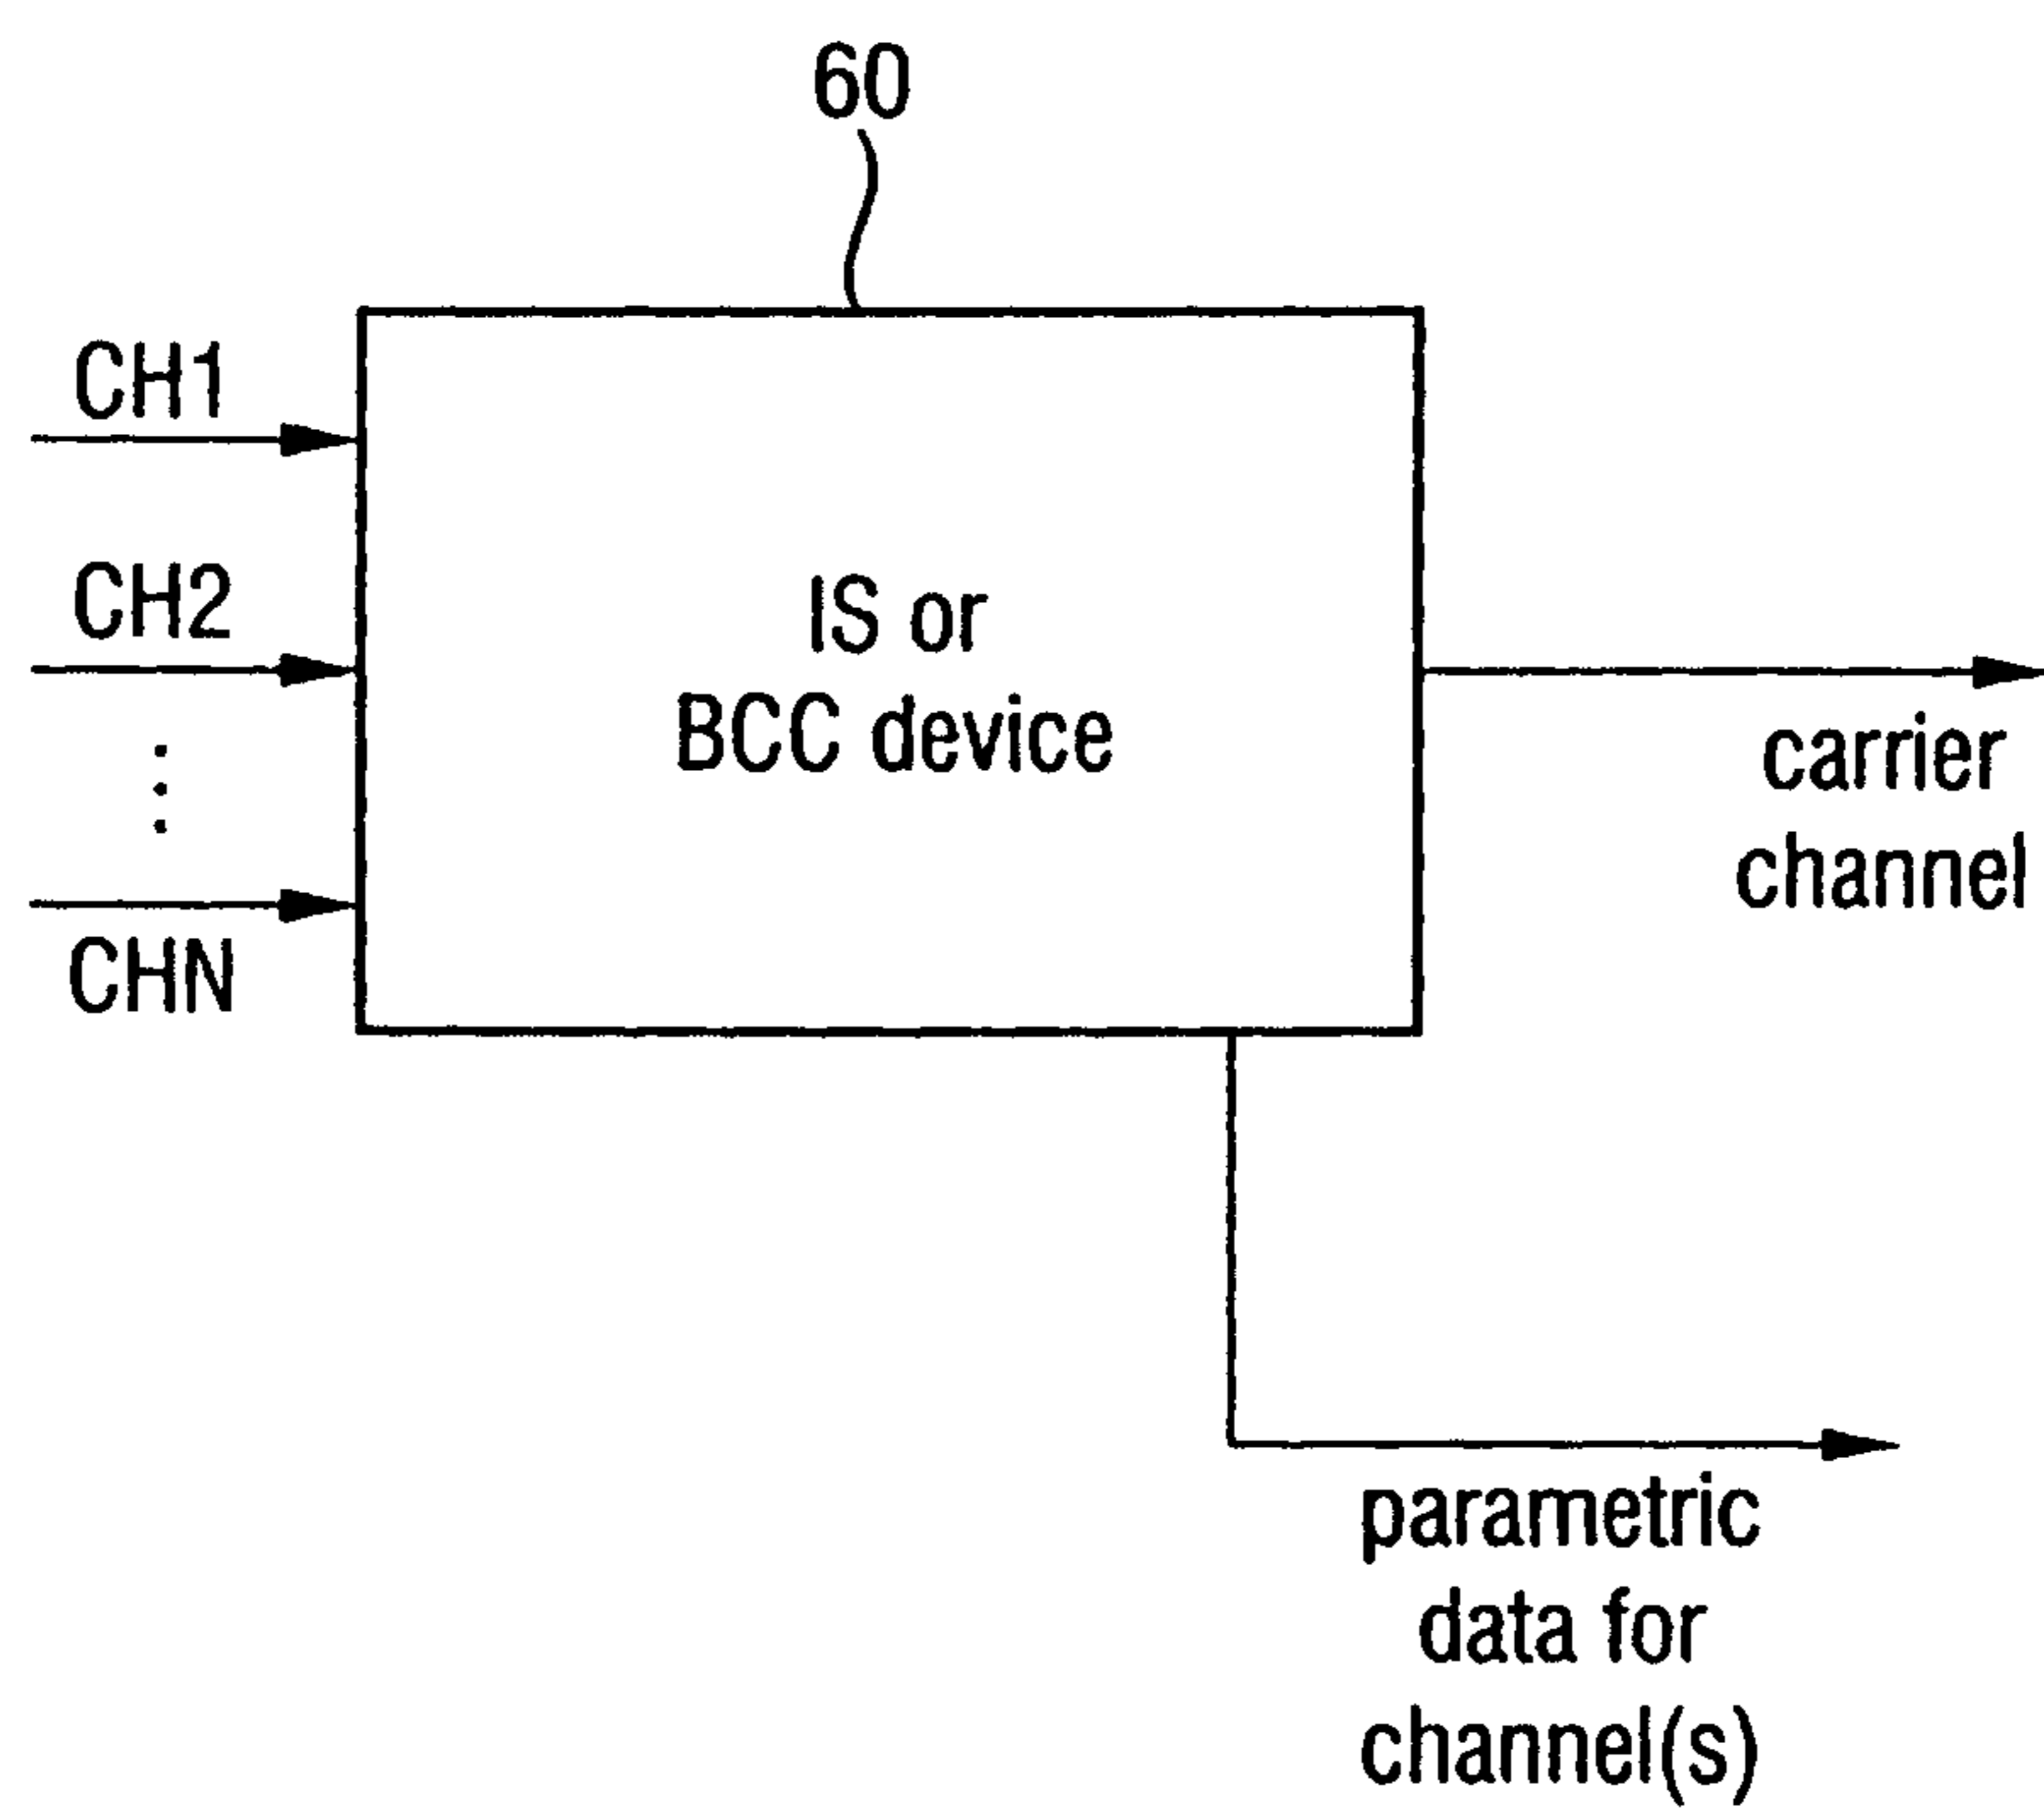 60
CH1
CH2
CHN
IS or
BCC device
carrier
channel
parametric
data for
channel(s)